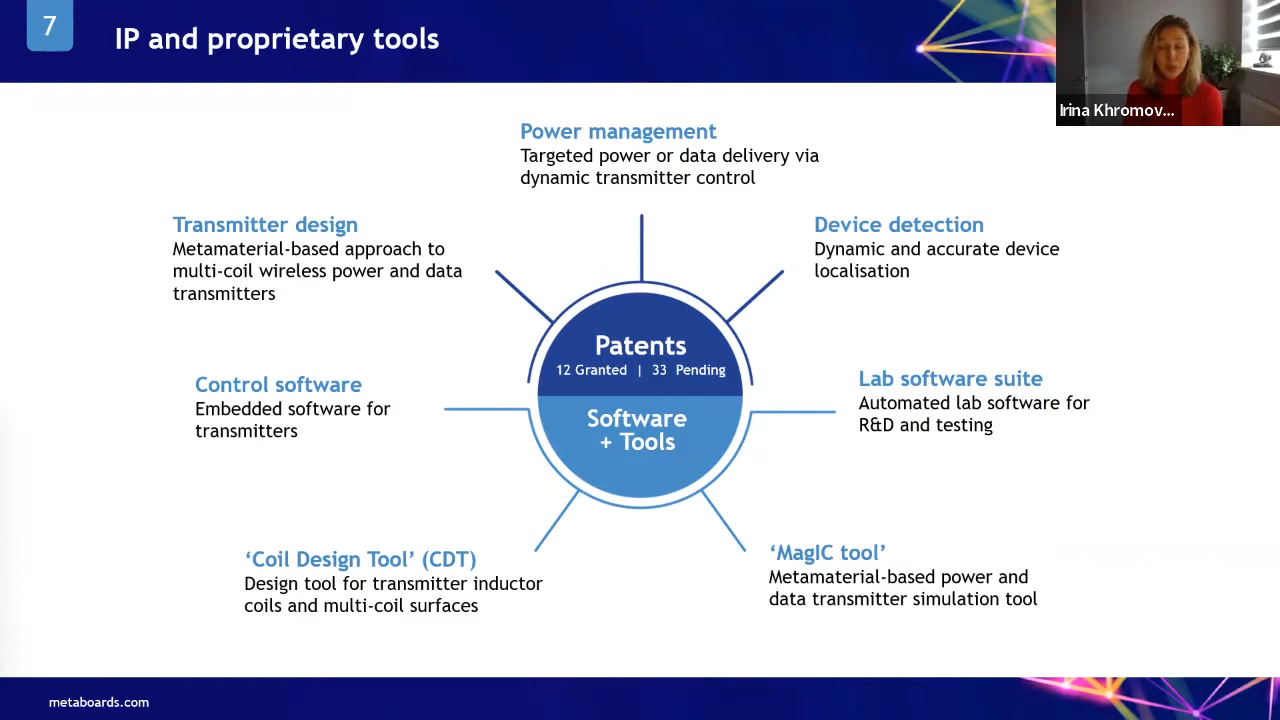 7
IP and proprietary tools
Irina Khromov...
Power management
Targeted power or data delivery via
dynamic transmitter control
Transmitter design
Metamaterial-based approach to
multi-coil wireless power and data
transmitters
Device detection
Dynamic and accurate device
localisation
Patents
12 Granted | 33 Pending
Software
+ Tools
Control software
Embedded software for
transmitters
Lab software suite
Automated lab software for
R&D and testing
‘Coil Design Tool’ (CDT)
Design tool for transmitter inductor
coils and multi-coil surfaces
‘MagIC tool’
Metamaterial-based power and
data transmitter simulation tool
metaboards.com